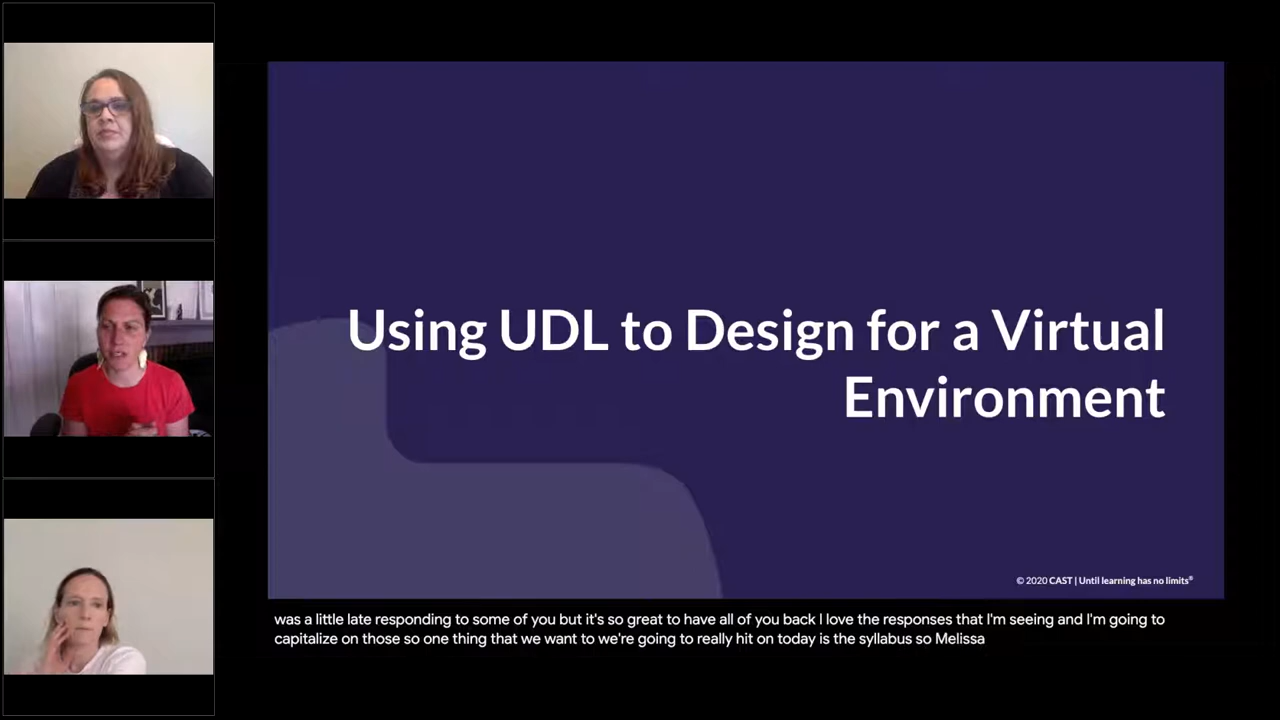 Using UDL to Design for a Virtual
Environment
© 2020 CAST | Until learning has no limits®
was a little late responding to some of you but it's so great to have all of you back I love the responses that I'm seeing and I'm going to
capitalize on those so one thing that we want to we're going to really hit on today is the syllabus so Melissa